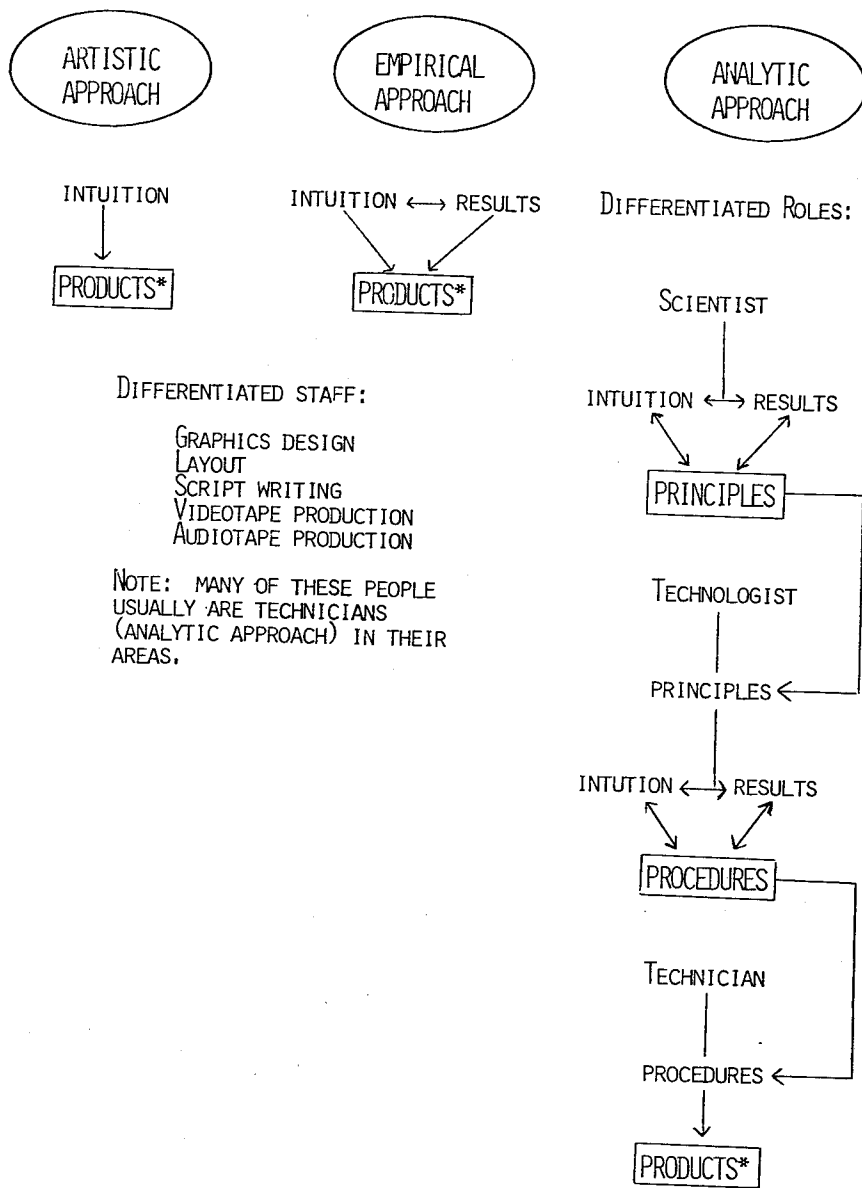 ARTISTIC
APPROACH
EMPIRICAL
APPROACH
ANALYTIC
APPROACH
INTUITION
PRODUCTS*
INTUITION ↔ RESULTS
PRODUCTS*
DIFFERENTIATED STAFF:
GRAPHICS DESIGN
LAYOUT
SCRIPT WRITING
VIDEOTAPE PRODUCTION
AUDIOTAPE PRODUCTION
NOTE: MANY OF THESE PEOPLE
USUALLY ARE TECHNICIANS
(ANALYTIC APPROACH) IN THEIR
AREAS.
DIFFERENTIATED ROLES:
SCIENTIST
INTUITION ↔ RESULTS
PRINCIPLES
TECHNOLOGIST
PRINCIPLES
INTUTION ↔ RESULTS
PROCEDURES
TECHNICIAN
PROCEDURES
PRODUCTS*